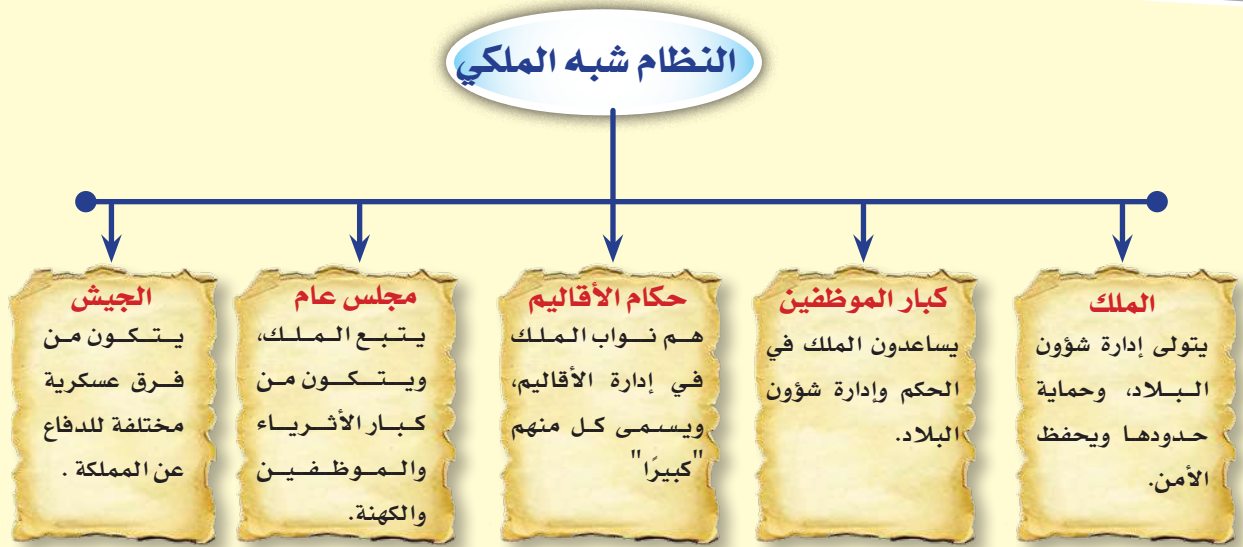 النظام شبه الملكي
الملك
يتولى إدارة شؤون
البلاد، وحماية
حدودها ويحفظ
الأمن.
كبار الموظفين
يساعدون الملك في
الحكم وإدارة شؤون
البلاد.
حكام الأقاليم
هم نواب الملك
في إدارة الأقاليم،
ويسمى كل منهم
"كبيرًا"
مجلس عام
يتبع الملك،
ويتكون من
كبار الأثرياء
والموظفين
والكهنة.
الجيش
يتكون من
فرق عسكرية
مختلفة للدفاع
عن المملكة .